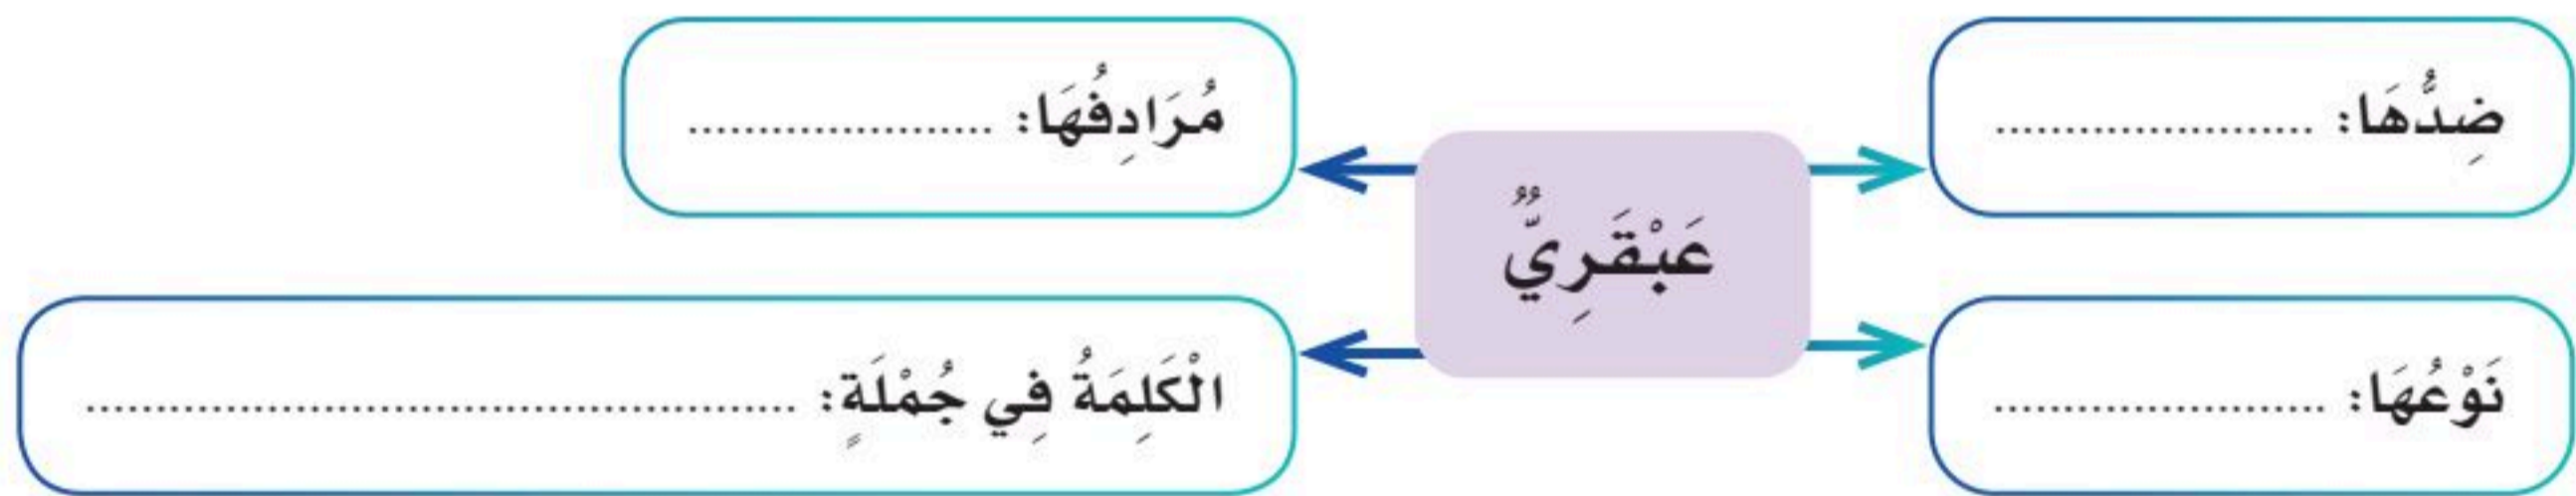 ضِدُّهَا: ......................
مُرَادِفُهَا: ......................
عَبْقَرِيٌّ
نَوْعُهَا: ......................
الْكَلِمَةُ فِي جُمْلَةٍ: ..................................................